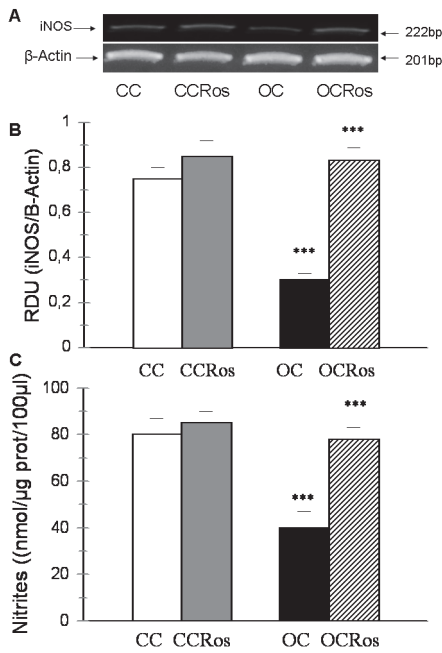 A
iNOS 222bp
β-Actin 201bp
CC CCRos OC OCRos
B
RDU (iNOS/B-Actin)
1
0,8
0,6
0,4
0,2
0
***
***
CC CCRos OC OCRos
C
Nitrites ((nmol/µg prot/100µl)
100
80
60
40
20
0
***
***
CC CCRos OC OCRos